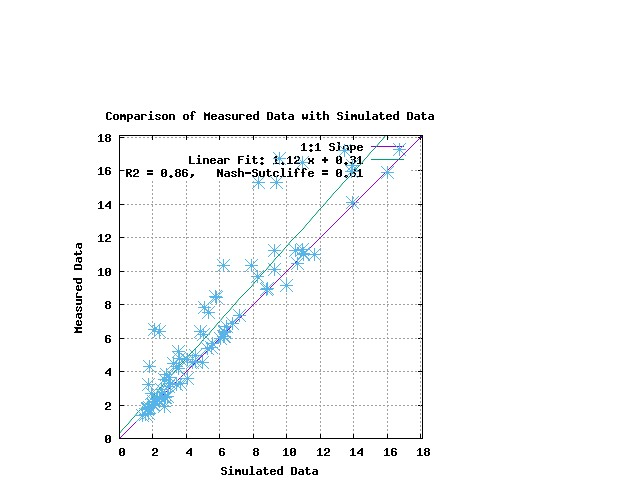 Comparison of Measured Data with Simulated Data
18
16
14
12
10
8
6
4
2
0
Measured Data
1:1 Slope
Linear Fit: 1.12 x + 0.31
R2 = 0.86, Nash-Sutcliffe = 0.81
0 2 4 6 8 10 12 14 16 18
Simulated Data